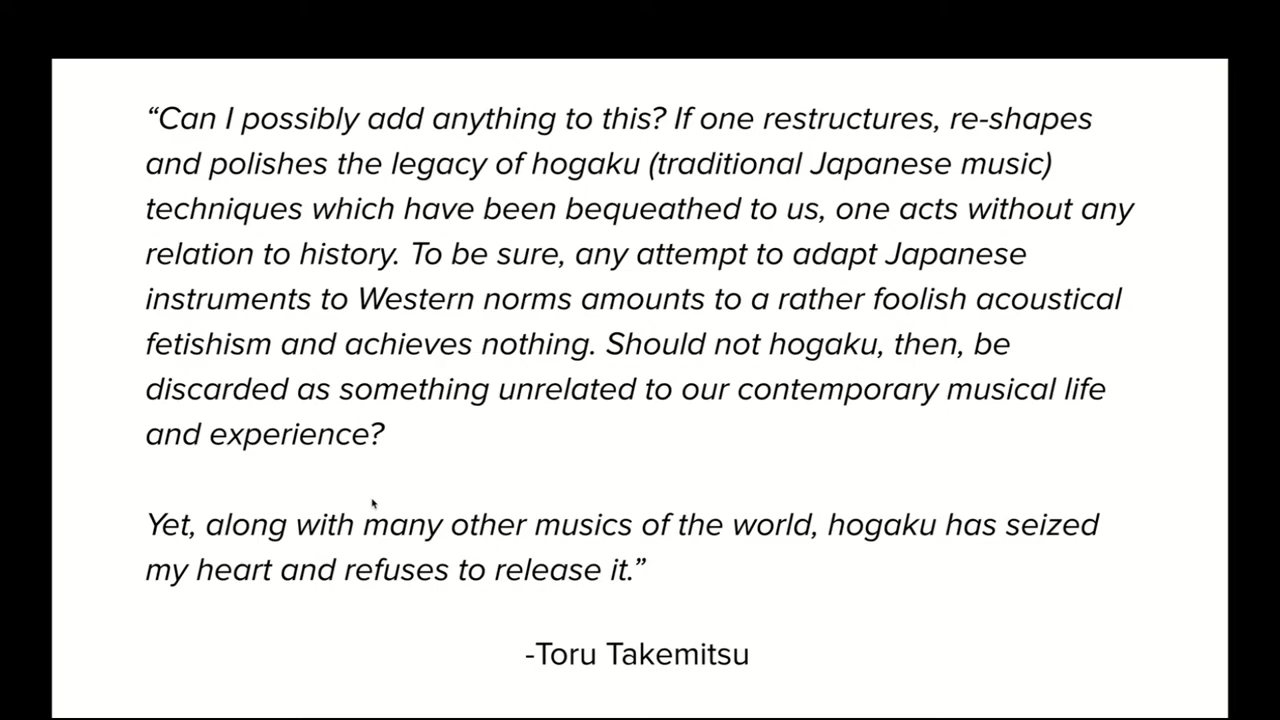 “Can I possibly add anything to this? If one restructures, re-shapes
and polishes the legacy of hogaku (traditional Japanese music)
techniques which have been bequeathed to us, one acts without any
relation to history. To be sure, any attempt to adapt Japanese
instruments to Western norms amounts to a rather foolish acoustical
fetishism and achieves nothing. Should not hogaku, then, be
discarded as something unrelated to our contemporary musical life
and experience?
Yet, along with many other musics of the world, hogaku has seized
my heart and refuses to release it.”
-Toru Takemitsu